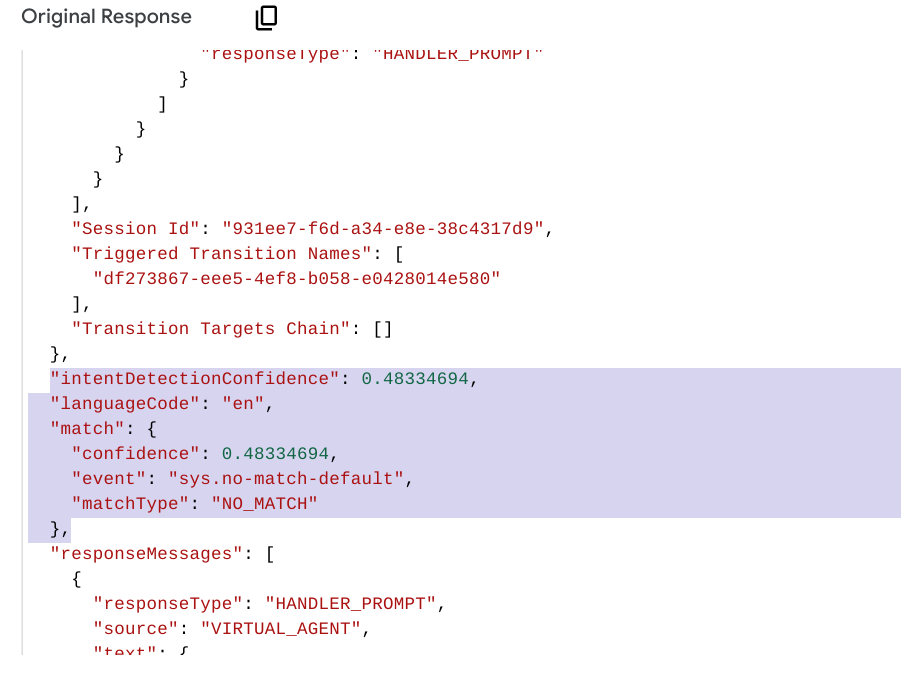 Original Response
"responseType": "HANDLER_PROMPT"
}
]
}
}
}
],
"Session Id": "931ee7-f6d-a34-e8e-38c4317d9",
"Triggered Transition Names": [
"df273867-eee5-4ef8-b058-e0428014e580"
],
"Transition Targets Chain": []
},
"intentDetectionConfidence": 0.48334694,
"languageCode": "en",
"match": {
"confidence": 0.48334694,
"event": "sys.no-match-default",
"matchType": "NO_MATCH"
},
"responseMessages": [
{
"responseType": "HANDLER_PROMPT",
"source": "VIRTUAL_AGENT",
"text": {